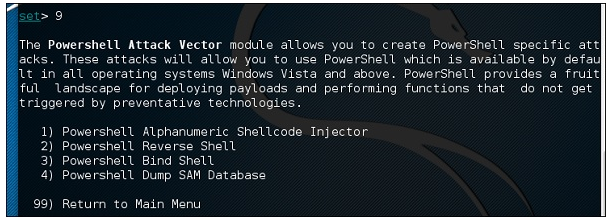 set> 9
The Powershell Attack Vector module allows you to create PowerShell specific att
acks. These attacks will allow you to use PowerShell which is available by defau
lt in all operating systems Windows Vista and above. PowerShell provides a fruit
ful  landscape for deploying payloads and performing functions that  do not get
triggered by preventative technologies.
1) Powershell Alphanumeric Shellcode Injector
2) Powershell Reverse Shell
3) Powershell Bind Shell
4) Powershell Dump SAM Database
99) Return to Main Menu